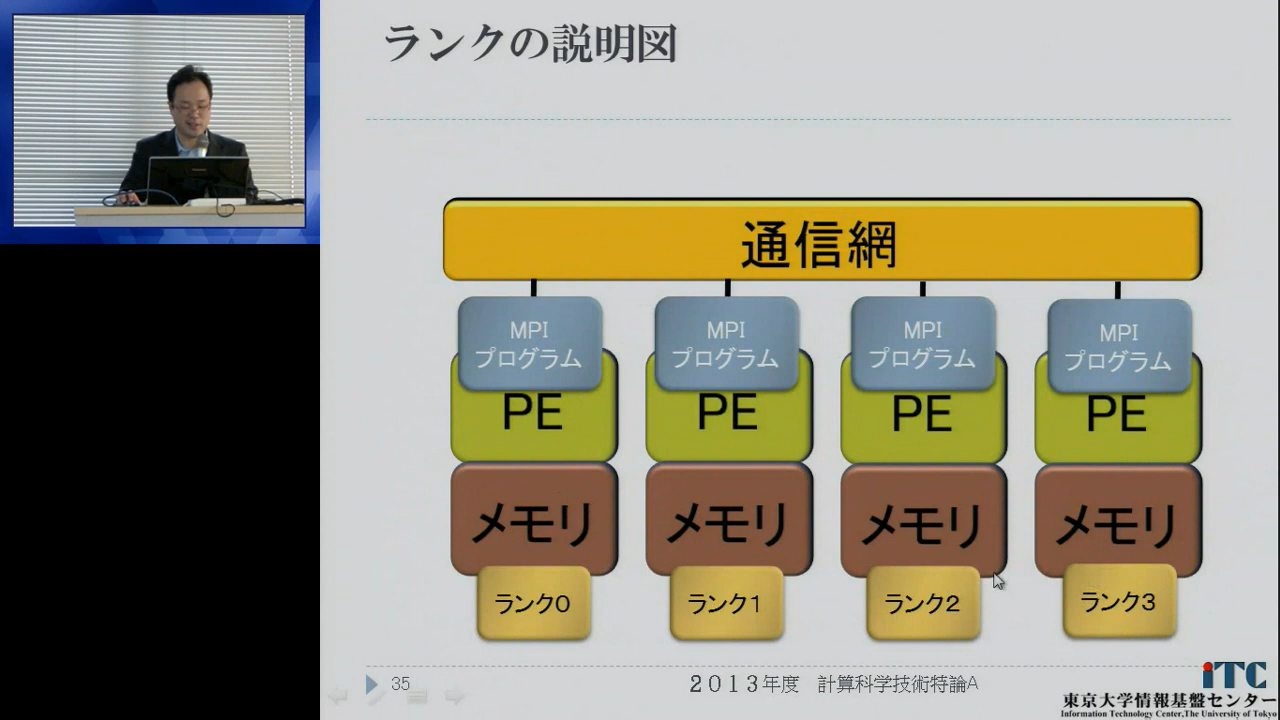 ランクの説明図
通信網
MPI
プログラム
MPI
プログラム
MPI
プログラム
MPI
プログラム
PE
PE
PE
PE
メモリ
メモリ
メモリ
メモリ
ランク0
ランク1
ランク2
ランク3
35
2013年度 計算科学技術特論A
iTC
東京大学情報基盤センター
Information Technology Center,The University of Tokyo